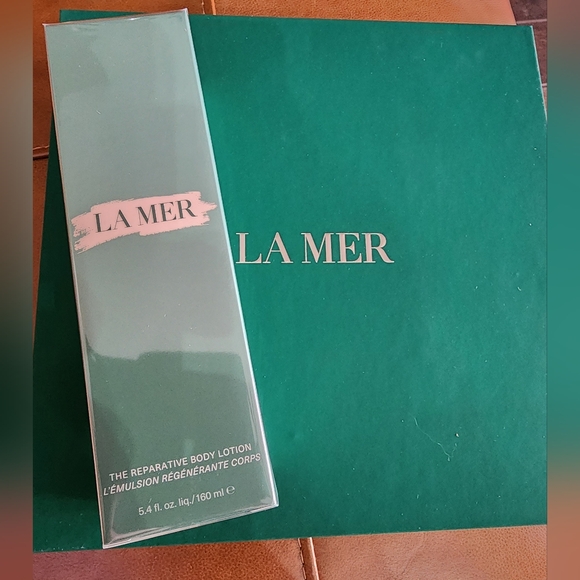 LA MER
LA MER
THE REPARATIVE BODY LOTION
L'ÉMULSION RÉGÉNÉRANTE CORPS
5.4 fl. oz. liq./160 ml ℮